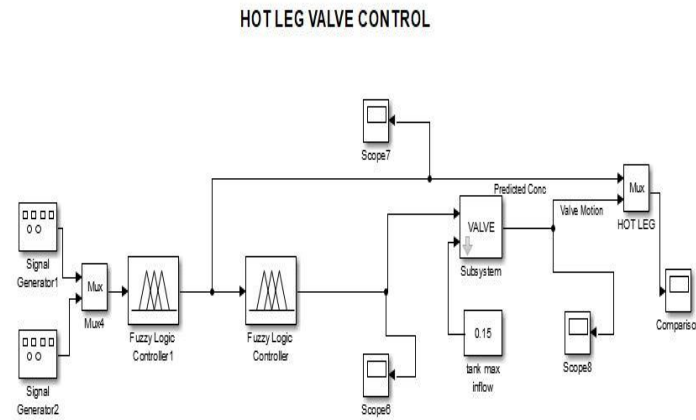 HOT LEG VALVE CONTROL
Scope7
Predicted Conc
Mux
Valve Motion
HOT LEG
VALVE
Subsystem
Signal
Generator1
Mux
Mux4
Fuzzy Logic
Controller1
Fuzzy Logic
Controller
0.15
tank max
inflow
Scope8
Compariso
Signal
Generator2
Scope6